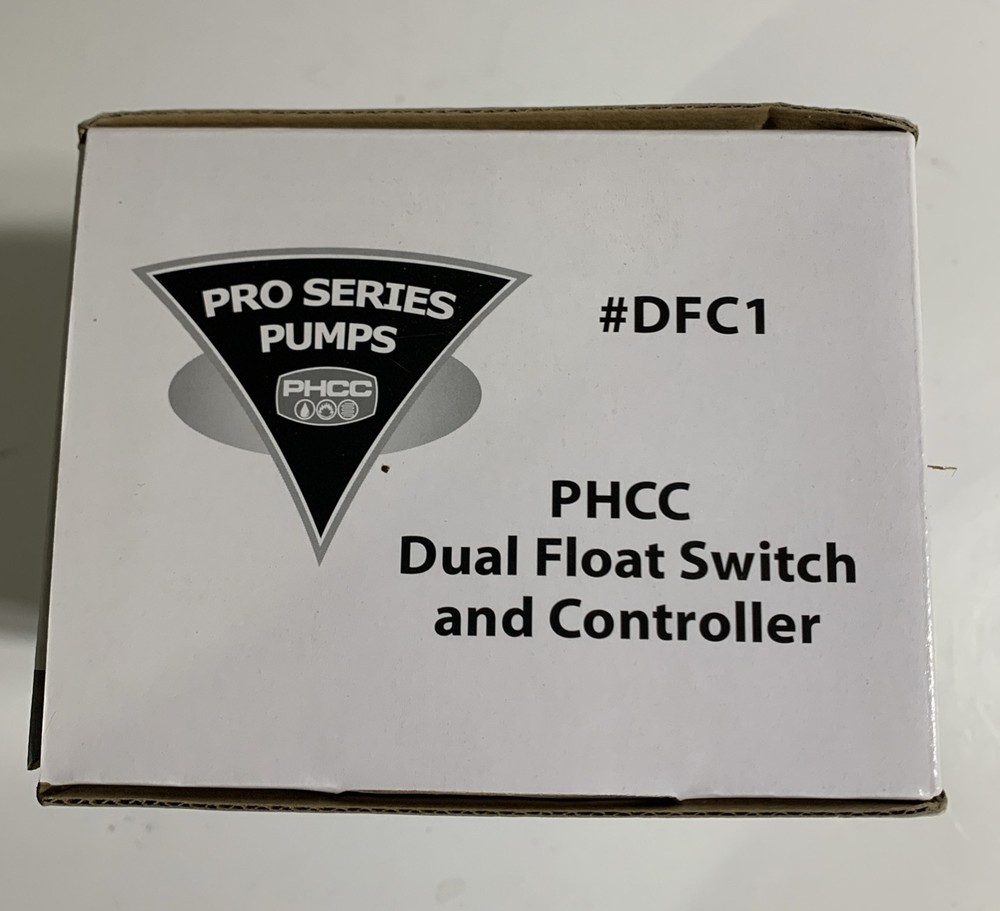 PRO SERIES
PUMPS
PHCC
#DFC1
PHCC
Dual Float Switch
and Controller